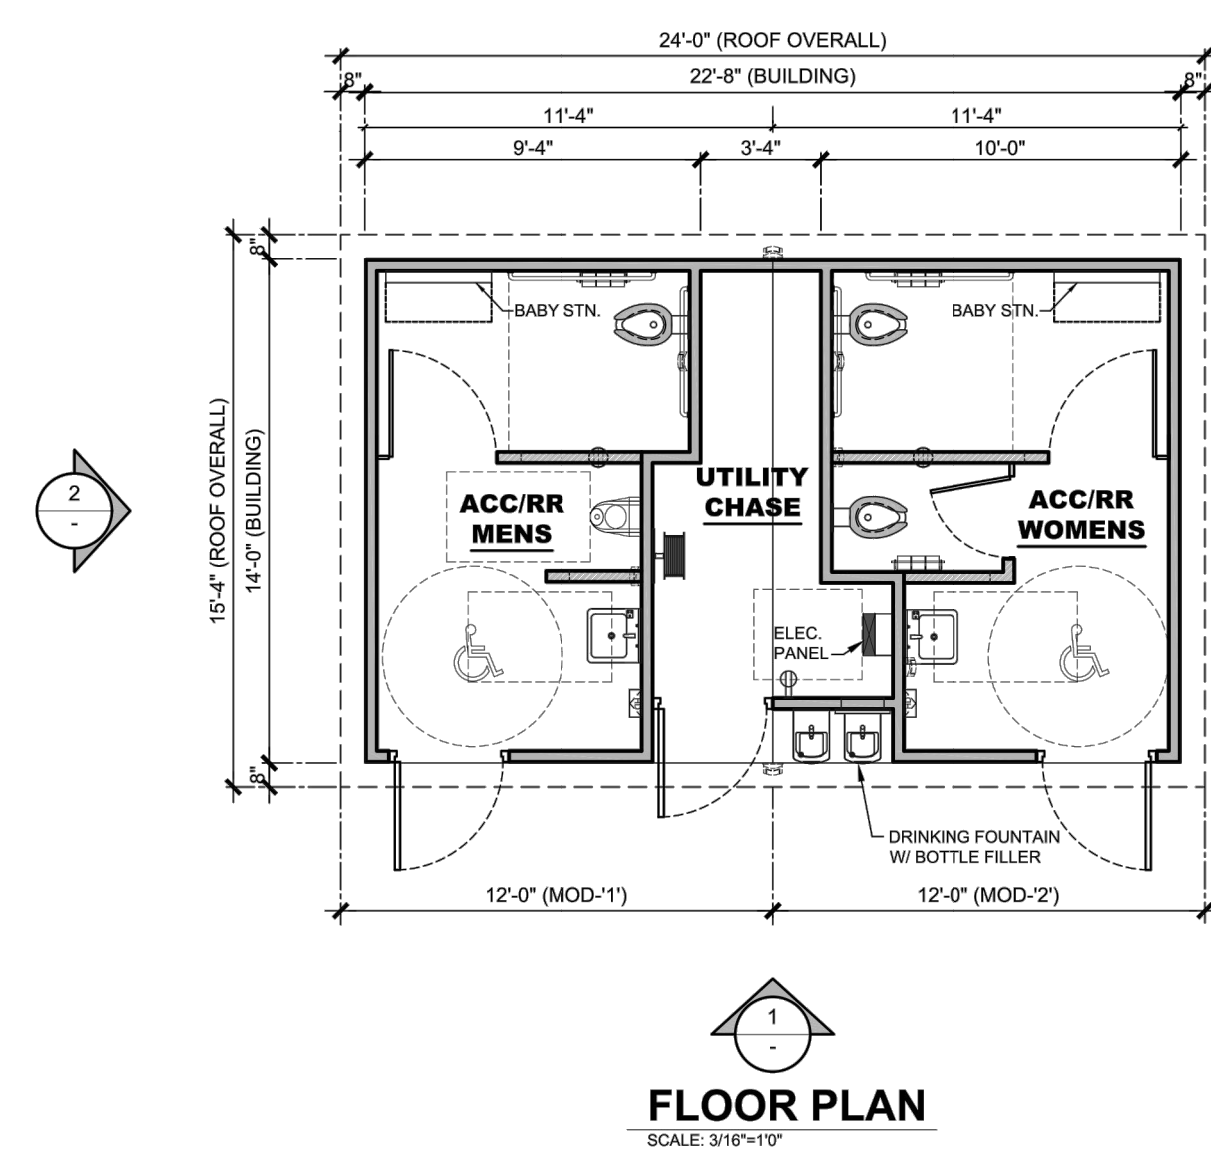 24'-0" (ROOF OVERALL)
8"
22'-8" (BUILDING)
8"
11'-4"
11'-4"
9'-4"
3'-4"
10'-0"
8"
BABY STN.
BABY STN.
15'-4" (ROOF OVERALL)
14'-0" (BUILDING)
2
-
ACC/RR
MENS
UTILITY
CHASE
ACC/RR
WOMENS
ELEC.
PANEL
8"
DRINKING FOUNTAIN
W/ BOTTLE FILLER
12'-0" (MOD-'1')
12'-0" (MOD-'2')
1
-
FLOOR PLAN
SCALE: 3/16"=1'0"